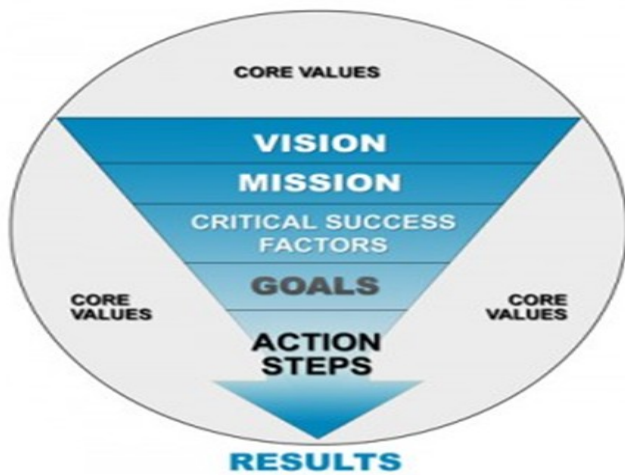 CORE VALUES
VISION
MISSION
CRITICAL SUCCESS
FACTORS
GOALS
CORE
VALUES
CORE
VALUES
ACTION
STEPS
RESULTS